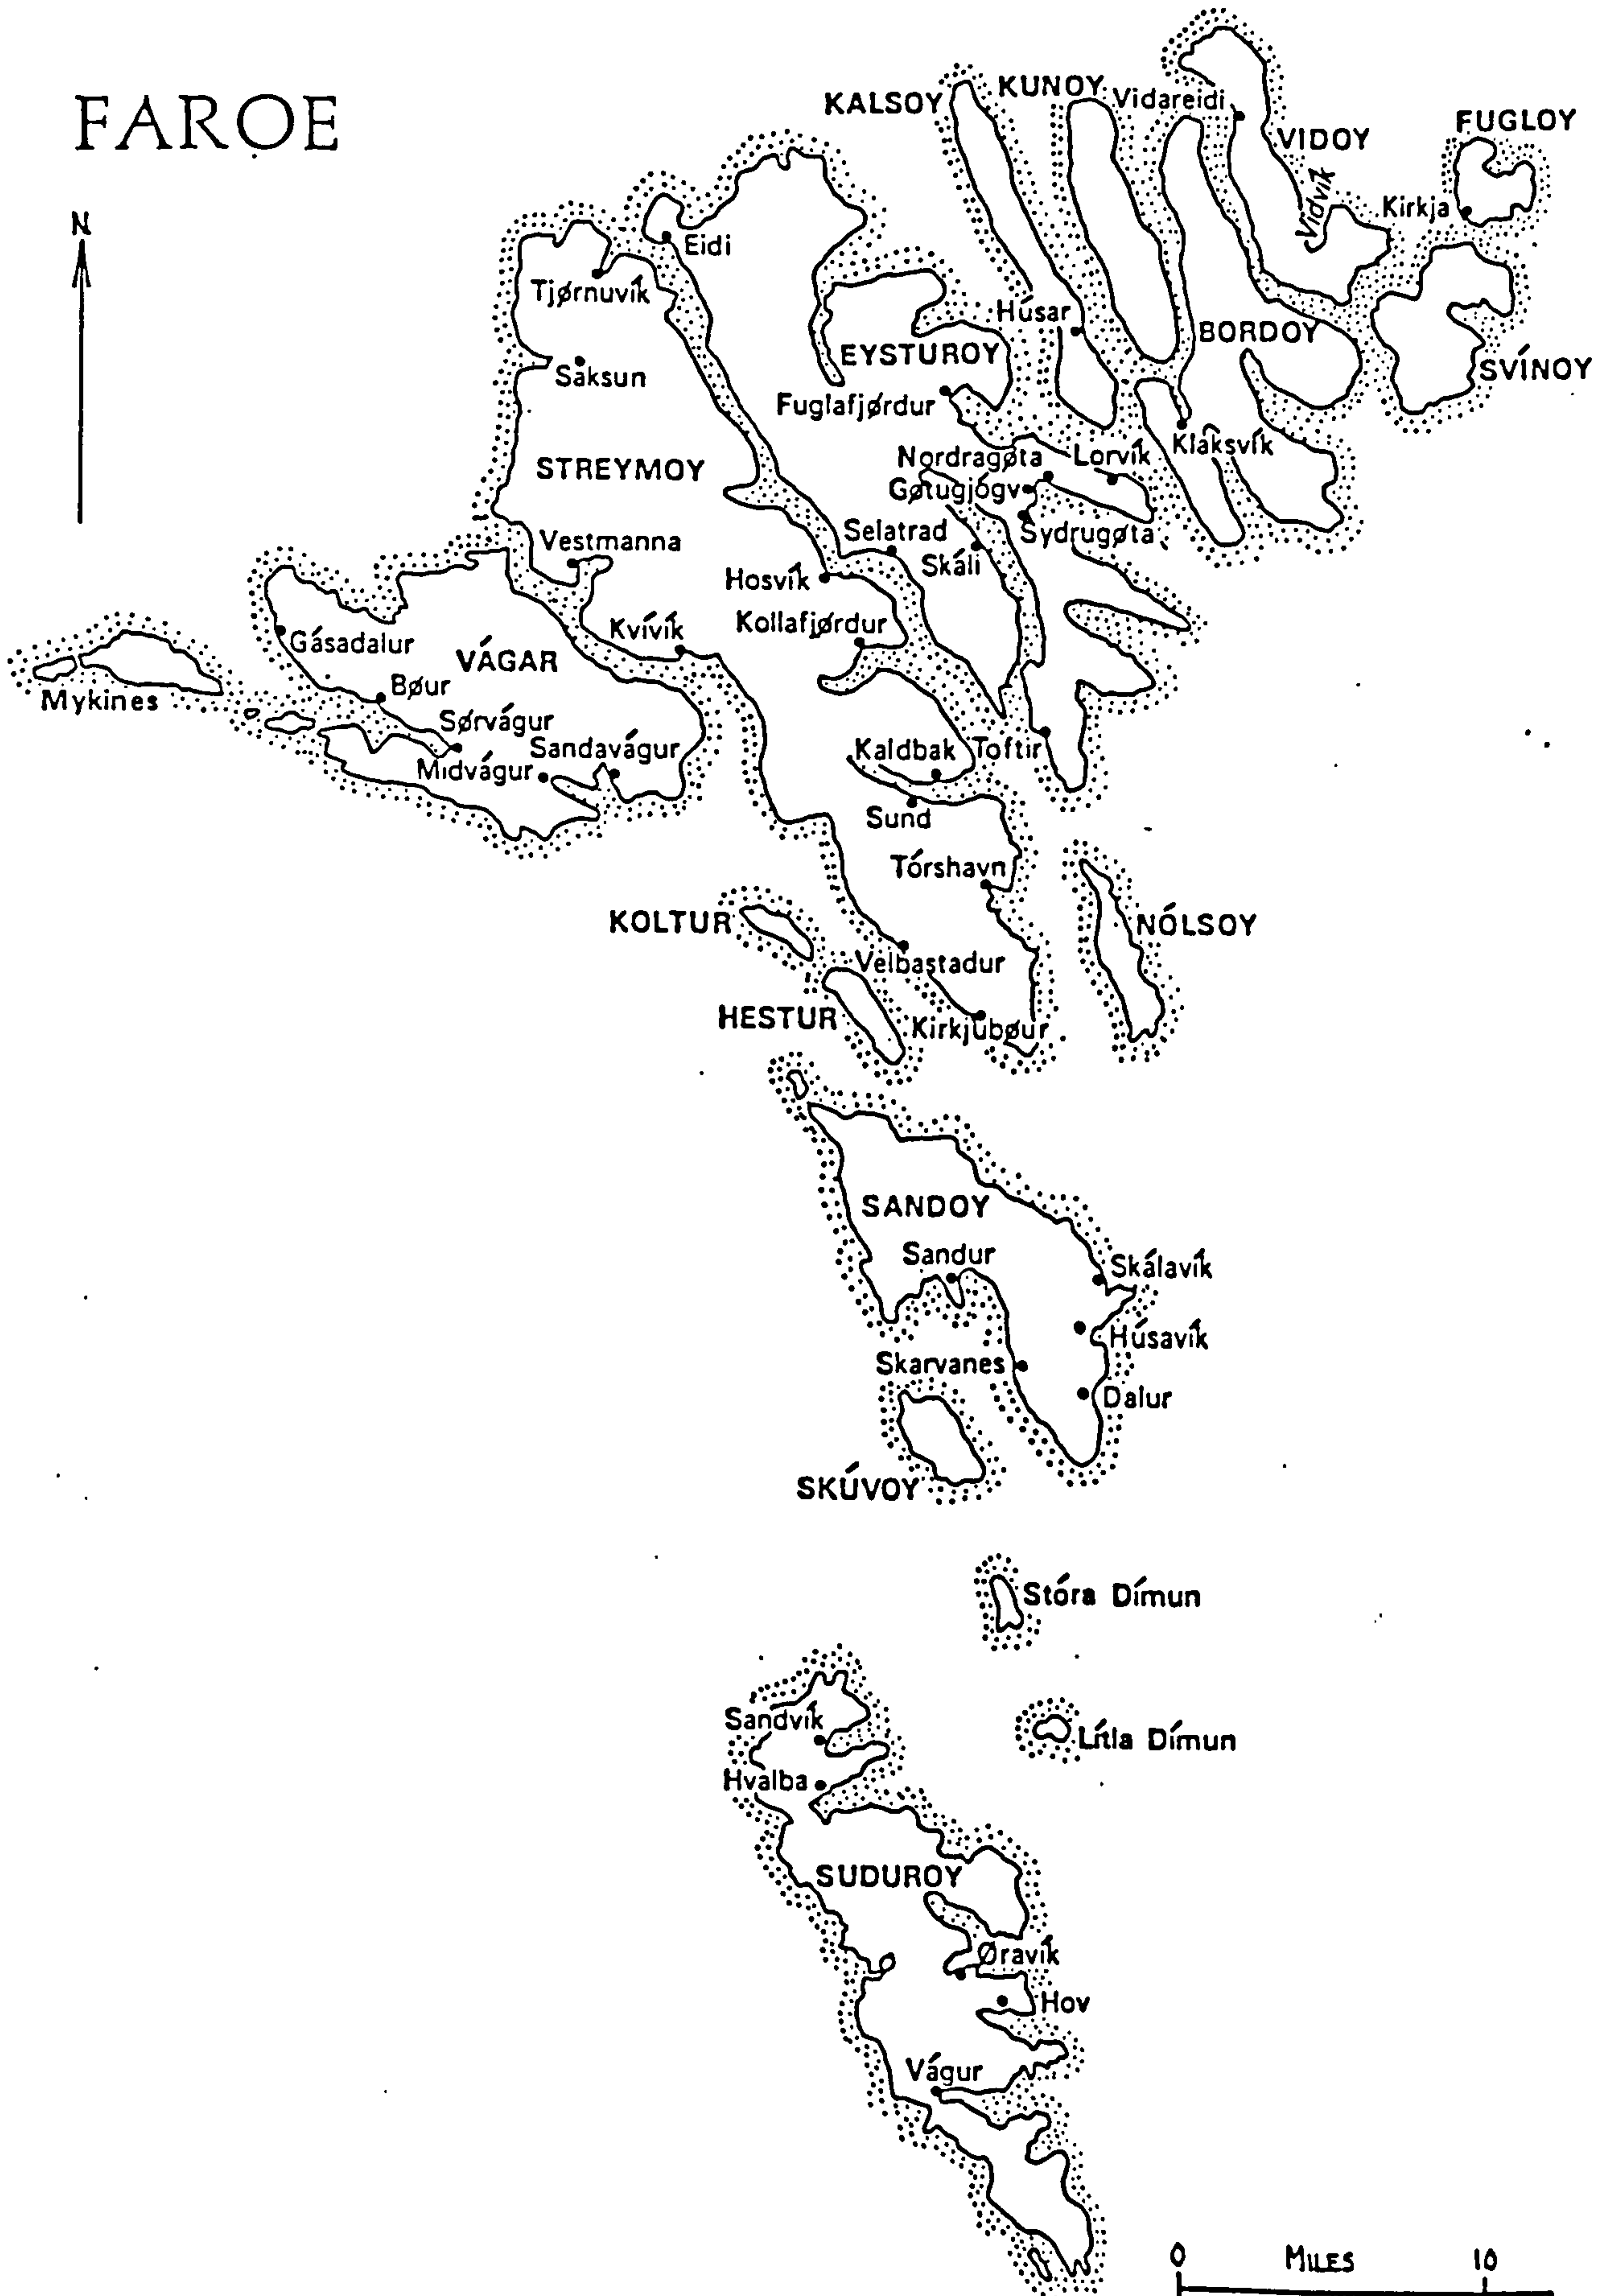 FAROE
N
KALSOY
KUNOY
Vidareidi
VIDOY
FUGLOY
Vidvík
Kirkja
Eidi
Tjørnuvík
Húsar
BORDOY
EYSTUROY
SVÍNOY
Saksun
Fuglafjørdur
Klaksvík
STREYMOY
Nordragøta
Lorvík
Gøtugjógv
Sydrugøta
Selatrad
Skáli
Vestmanna
Hosvík
Kollafjørdur
Kvívík
Gásadalur
VÁGAR
Bøur
Mykines
Sørvágur
Sandavágur
Midvágur
Kaldbak
Toftir
Sund
Tórshavn
KOLTUR
NÓLSOY
Velbastadur
HESTUR
Kirkjubøur
SANDOY
Sandur
Skálavík
Húsavík
Skarvanes
Dalur
SKÚVOY
Stóra Dímun
Sandvík
Lítla Dímun
Hvalba
SUDUROY
Øravík
Hov
Vágur
0 MILES 10